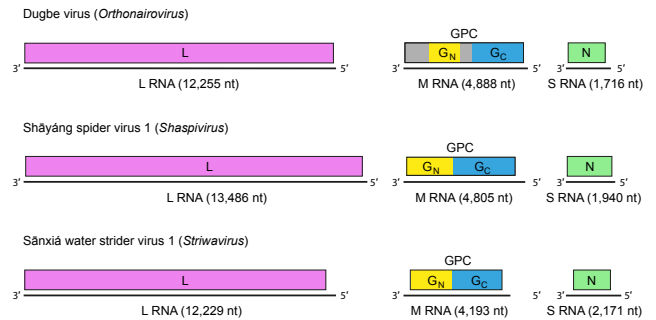 Dugbe virus (Orthonairovirus)
GPC
L GN GC N
3′ 5′ 3′ 5′ 3′ 5′
L RNA (12,255 nt) M RNA (4,888 nt) S RNA (1,716 nt)
Shāyáng spider virus 1 (Shaspivirus)
GPC
L GN GC N
3′ 5′ 3′ 5′ 3′ 5′
L RNA (13,486 nt) M RNA (4,805 nt) S RNA (1,940 nt)
Sānxiá water strider virus 1 (Striwavirus)
GPC
L GN GC N
3′ 5′ 3′ 5′ 3′ 5′
L RNA (12,229 nt) M RNA (4,193 nt) S RNA (2,171 nt)